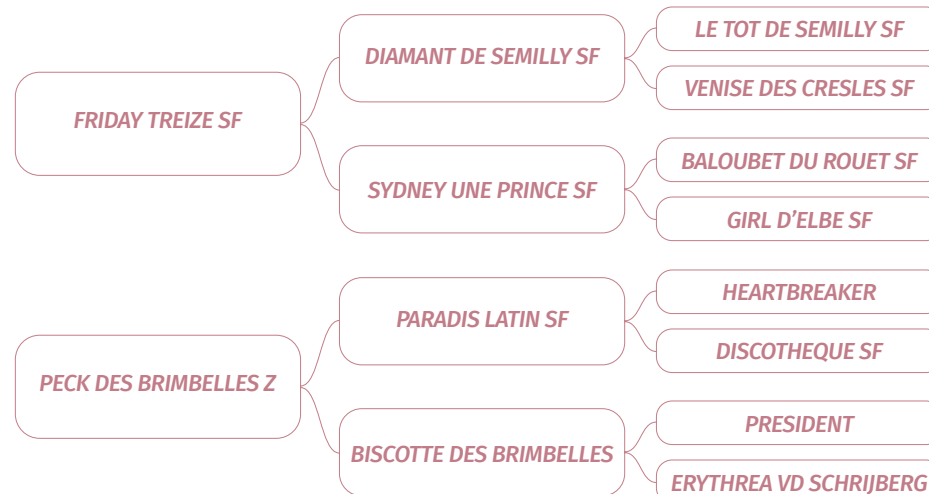 LE TOT DE SEMILLY SF
DIAMANT DE SEMILLY SF
VENISE DES CRESLES SF
FRIDAY TREIZE SF
BALOUBET DU ROUET SF
SYDNEY UNE PRINCE SF
GIRL D’ELBE SF
HEARTBREAKER
PARADIS LATIN SF
DISCOTHEQUE SF
PECK DES BRIMBELLES Z
PRESIDENT
BISCOTTE DES BRIMBELLES
ERYTHREA VD SCHRIJBERG